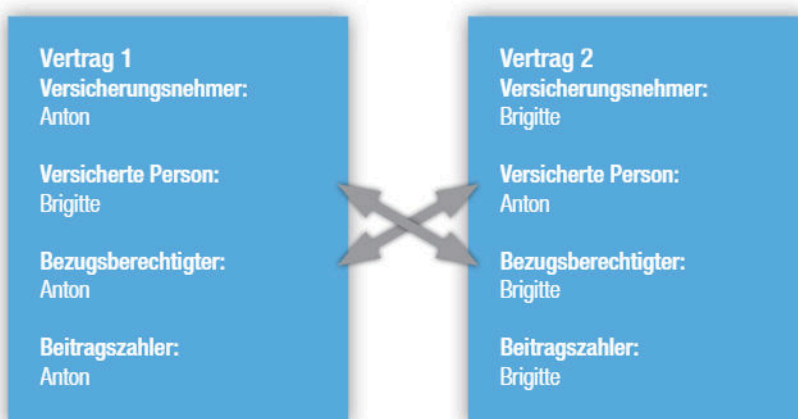 Vertrag 1
Versicherungsnehmer:
Anton
Versicherte Person:
Brigitte
Bezugsberechtigter:
Anton
Beitragszahler:
Anton
Vertrag 2
Versicherungsnehmer:
Brigitte
Versicherte Person:
Anton
Bezugsberechtigter:
Brigitte
Beitragszahler:
Brigitte